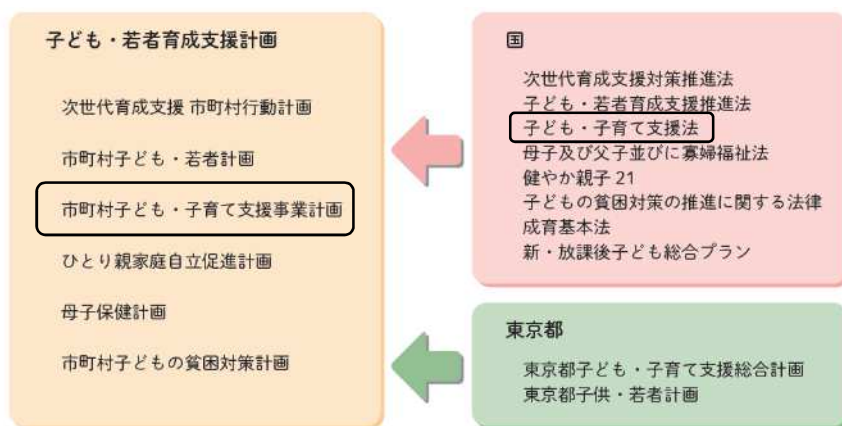 子ども・若者育成支援計画
次世代育成支援 市町村行動計画
市町村子ども・若者計画
市町村子ども・子育て支援事業計画
ひとり親家庭自立促進計画
母子保健計画
市町村子どもの貧困対策計画
国
次世代育成支援対策推進法
子ども・若者育成支援推進法
子ども・子育て支援法
母子及び父子並びに寡婦福祉法
健やか親子 21
子どもの貧困対策の推進に関する法律
成育基本法
新・放課後子ども総合プラン
東京都
東京都子ども・子育て支援総合計画
東京都子供・若者計画